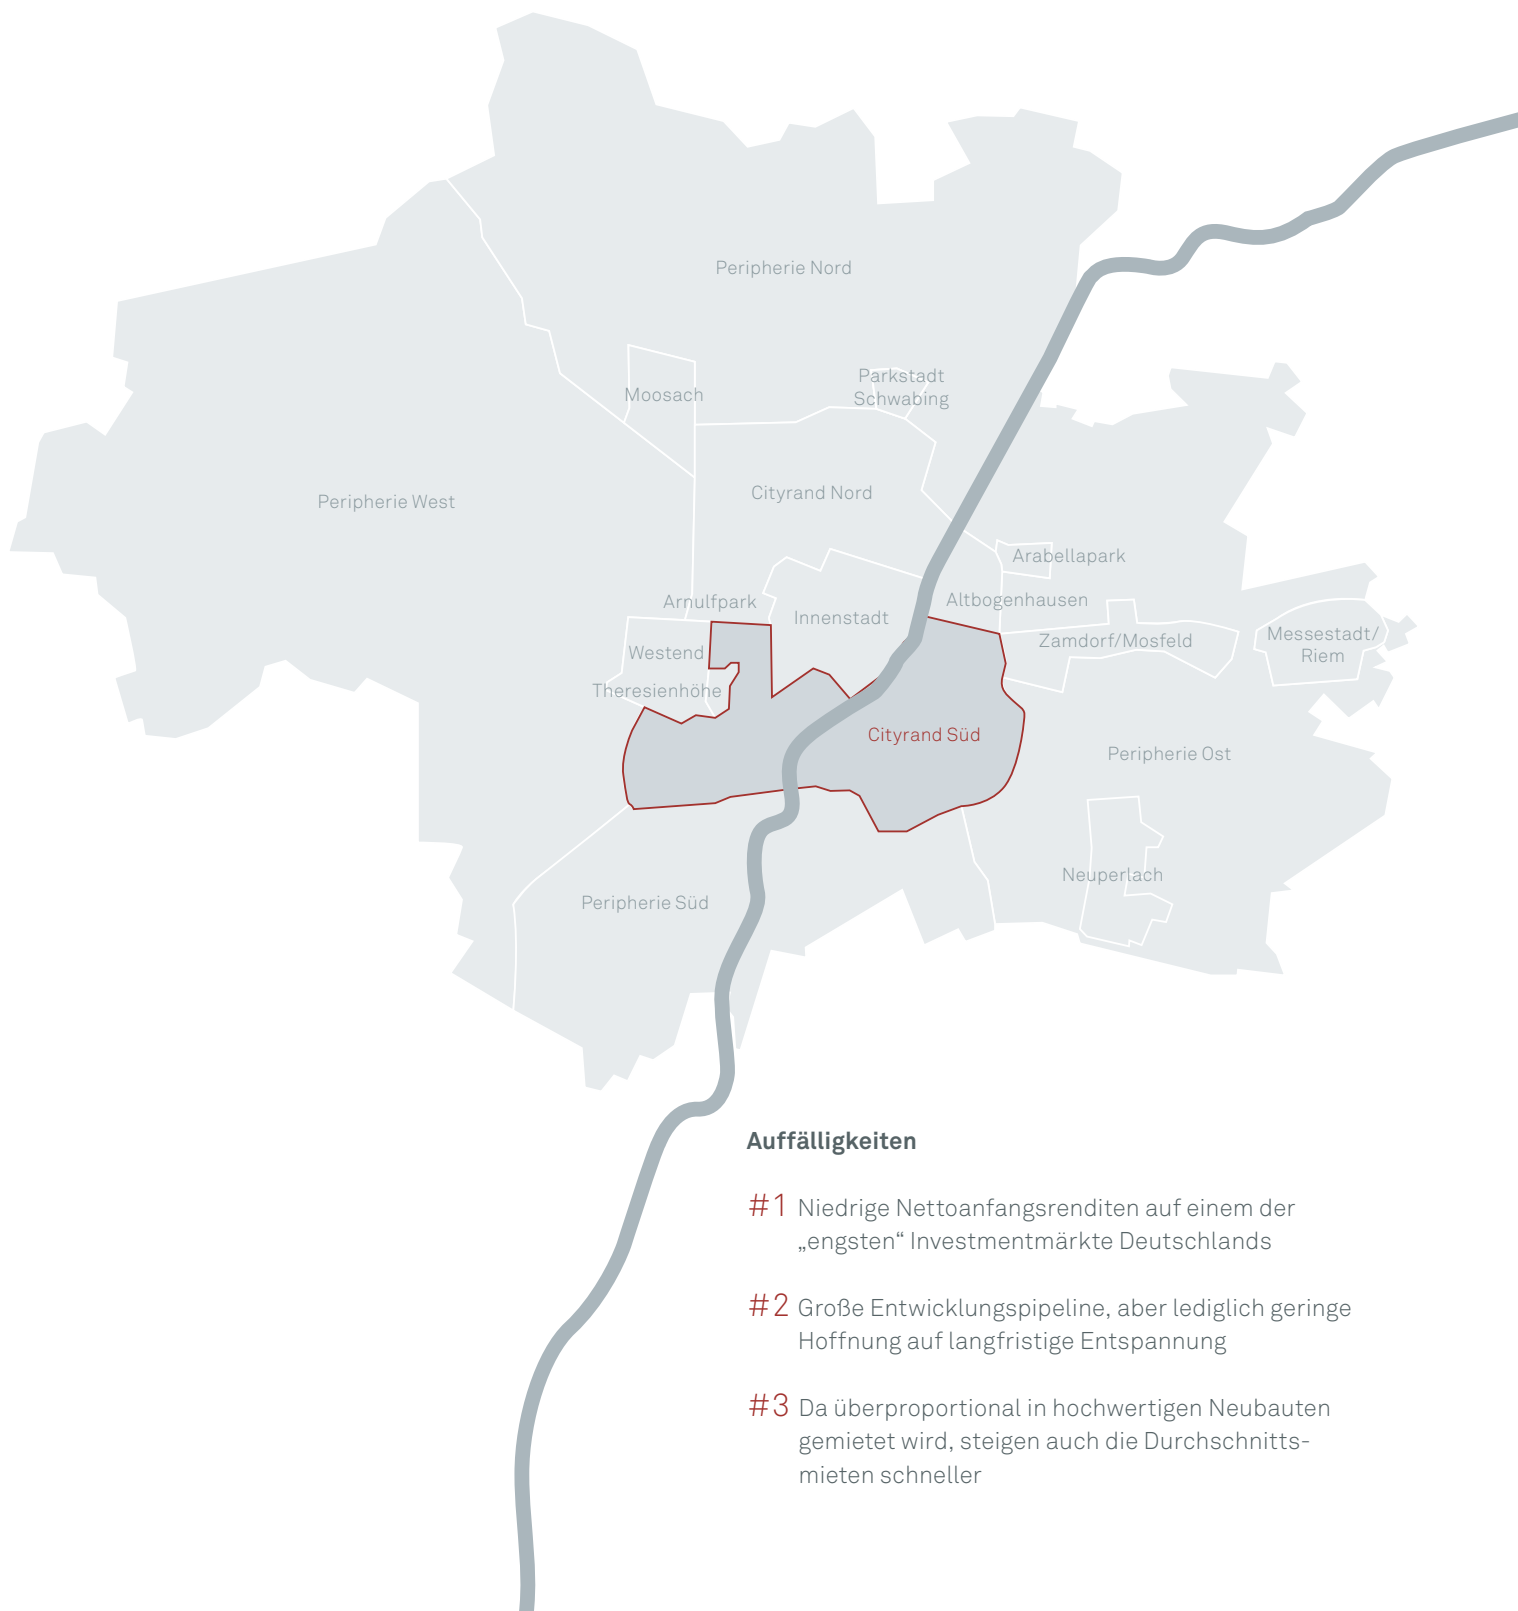 Peripherie Nord
Parkstadt
Schwabing
Moosach
Peripherie West
Cityrand Nord
Arabellapark
Arnulfpark
Altbogenhausen
Innenstadt
Zamdorf/Mosfeld
Messestadt/
Riem
Westend
Theresienhöhe
Cityrand Süd
Peripherie Ost
Neuperlach
Peripherie Süd
Auffälligkeiten
#1 Niedrige Nettoanfangsrenditen auf einem der
„engsten“ Investmentmärkte Deutschlands
#2 Große Entwicklungspipeline, aber lediglich geringe
Hoffnung auf langfristige Entspannung
#3 Da überproportional in hochwertigen Neubauten
gemietet wird, steigen auch die Durchschnitts-
mieten schneller